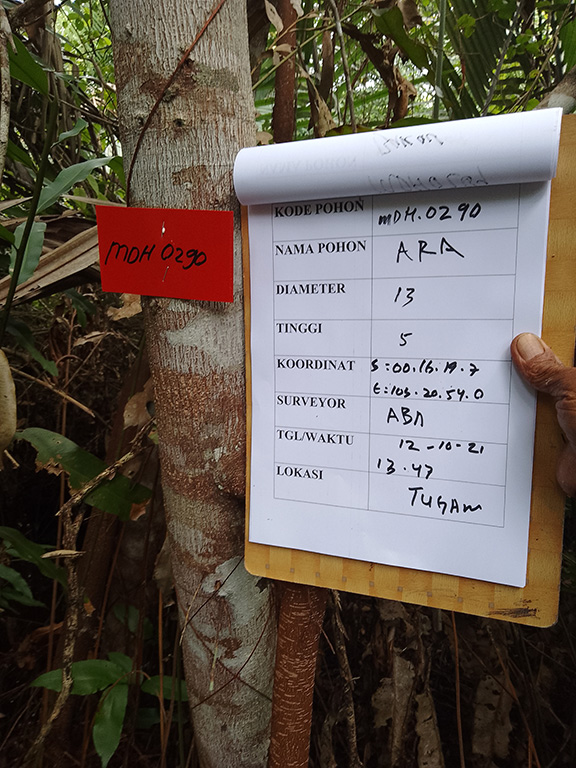 MDH 0290
KODE POHON MDH.0290
NAMA POHON ARA
DIAMETER 13
TINGGI 5
KOORDINAT S:00.16.19.7
E:103.20.54.0
SURVEYOR ABA
TGL/WAKTU 12-10-21
13.47
LOKASI TUGAM